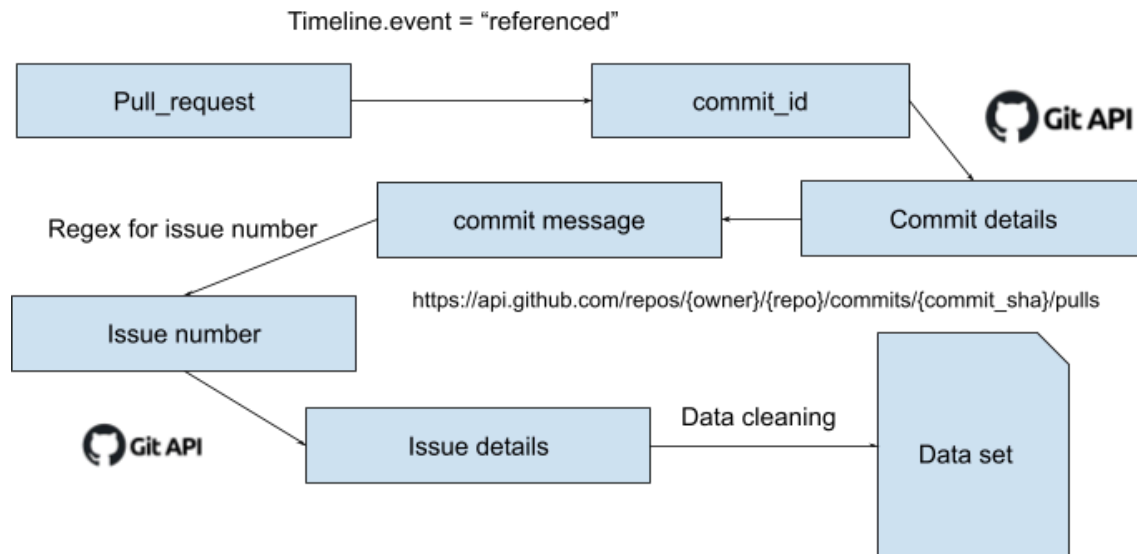 Timeline.event = “referenced”
Pull_request
commit_id
Git API
commit message
Commit details
Regex for issue number
https://api.github.com/repos/{owner}/{repo}/commits/{commit_sha}/pulls
Issue number
Data cleaning
Git API
Issue details
Data set